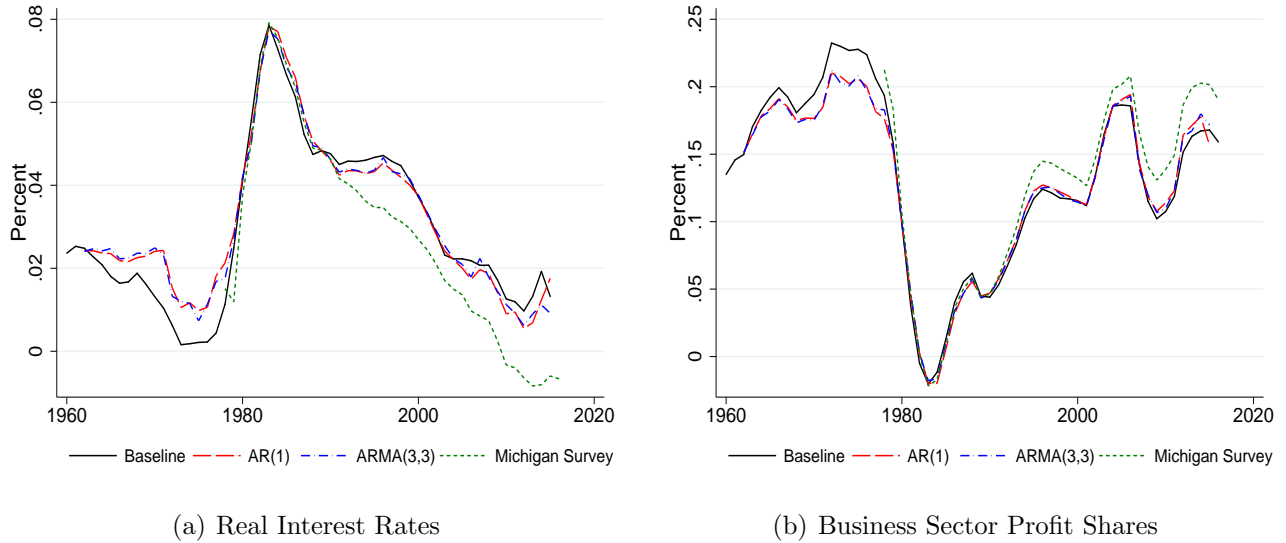 .08
.06
.04
.02
0
Percent
1960
1980
2000
2020
Baseline
AR(1)
ARMA(3,3)
Michigan Survey
(a) Real Interest Rates
.25
.2
.15
.1
.05
0
Percent
1960
1980
2000
2020
Baseline
AR(1)
ARMA(3,3)
Michigan Survey
(b) Business Sector Profit Shares